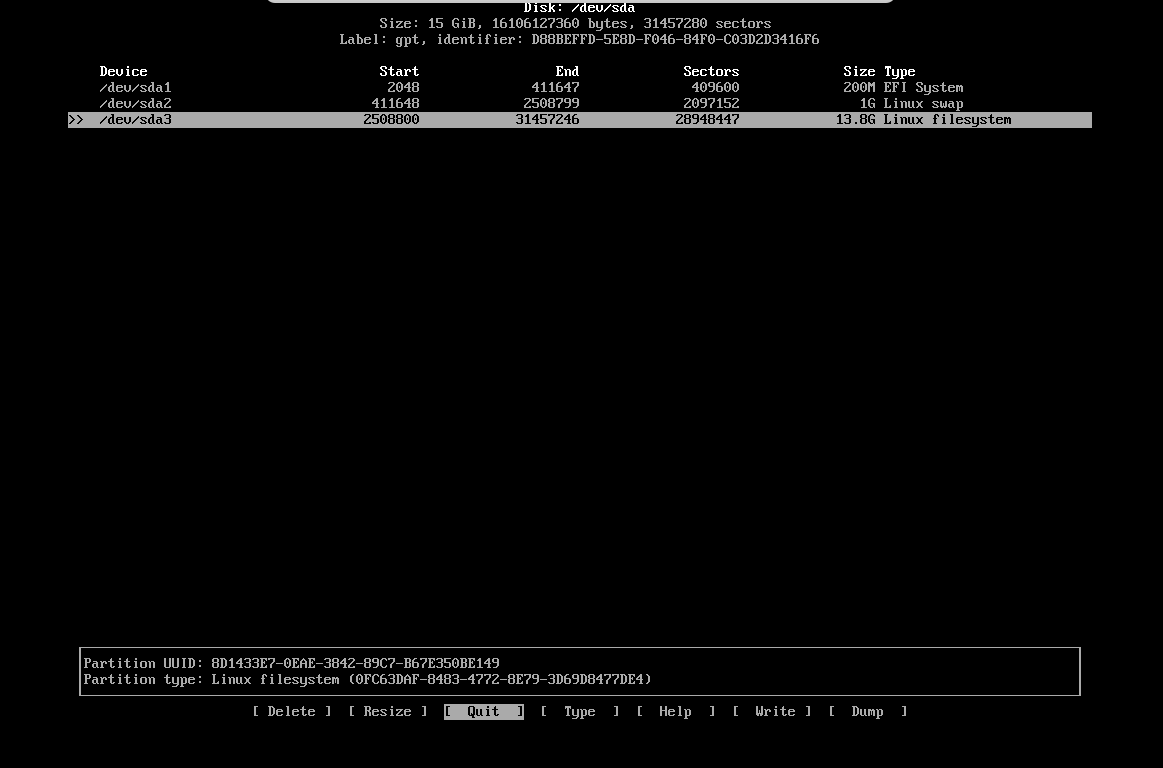 Disk: /dev/sda
Size: 15 GiB, 16106127360 bytes, 31457280 sectors
Label: gpt, identifier: D88BEFFD-5E8D-F046-84F0-C03D2D3416F6
Device Start End Sectors Size Type
/dev/sda1 2048 411647 409600 200M EFI System
/dev/sda2 411648 2508799 2097152 1G Linux swap
>> /dev/sda3 2508800 31457246 28948447 13.8G Linux filesystem
Partition UUID: 8D1433E7-0EAE-3842-89C7-B67E350BE149
Partition type: Linux filesystem (0FC63DAF-8483-4772-8E79-3D69D8477DE4)
[ Delete ] [ Resize ] [ Quit ] [ Type ] [ Help ] [ Write ] [ Dump ]